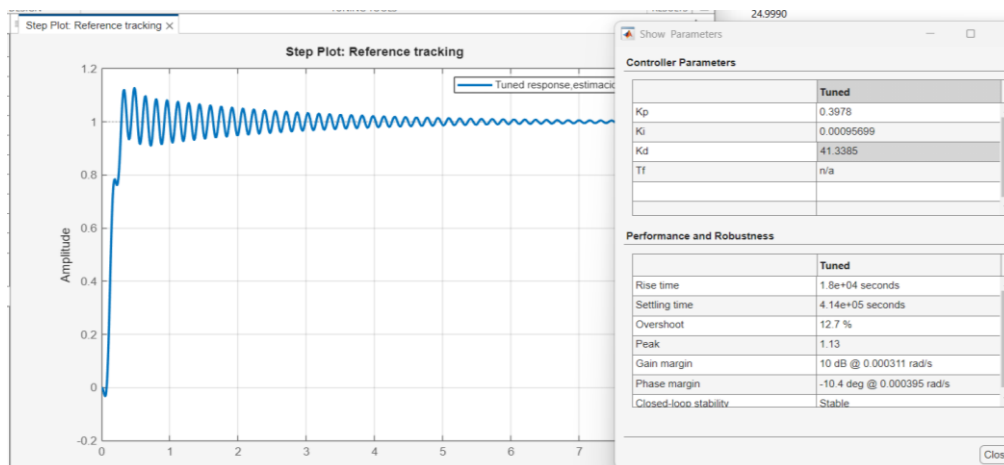 24.9990
Step Plot: Reference tracking
Step Plot: Reference tracking
Tuned response,estimacio
Amplitude
1.2
1
0.8
0.6
0.4
0.2
0
-0.2
0 1 2 3 4 5 6 7
Show Parameters
Controller Parameters
Tuned
Kp 0.3978
Ki 0.00095699
Kd 41.3385
Tf n/a
Performance and Robustness
Tuned
Rise time 1.8e+04 seconds
Settling time 4.14e+05 seconds
Overshoot 12.7 %
Peak 1.13
Gain margin 10 dB @ 0.000311 rad/s
Phase margin -10.4 deg @ 0.000395 rad/s
Closed-loop stability Stable
Clos